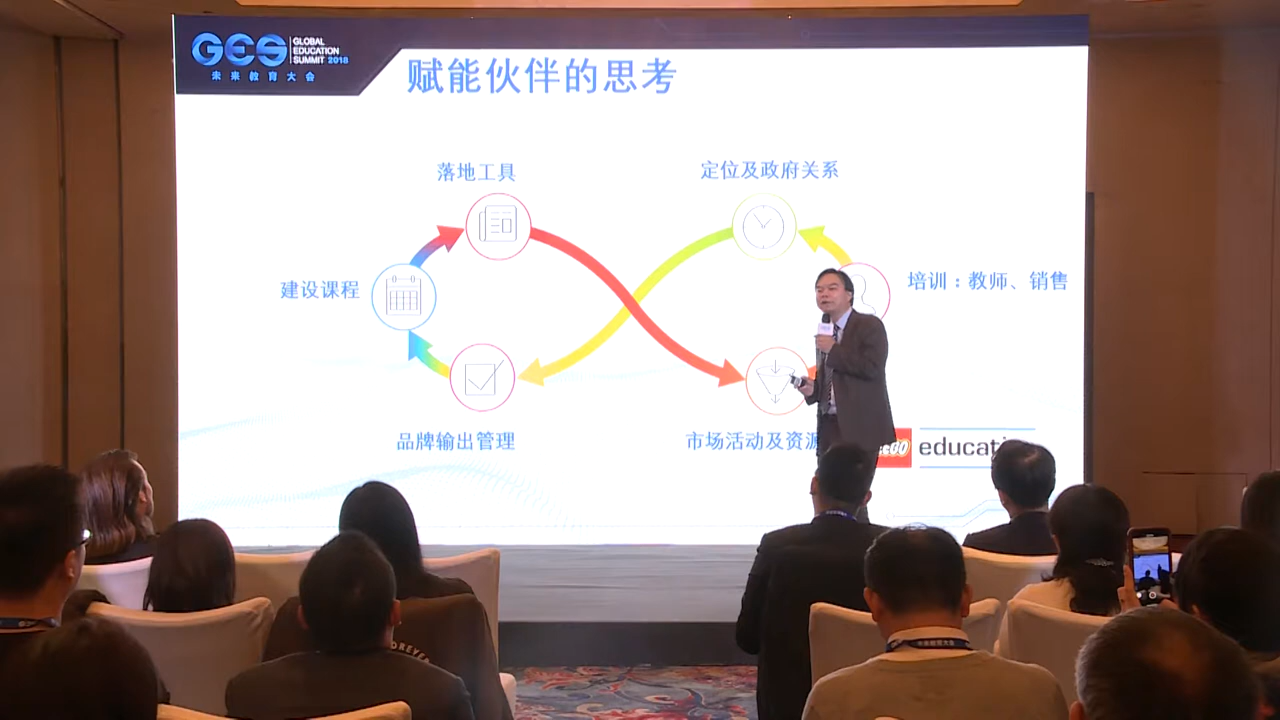 GES
GLOBAL
EDUCATION
SUMMIT 2018
未来教育大会
赋能伙伴的思考
落地工具
定位及政府关系
建设课程
培训：教师、销售
品牌输出管理
市场活动及资源
education